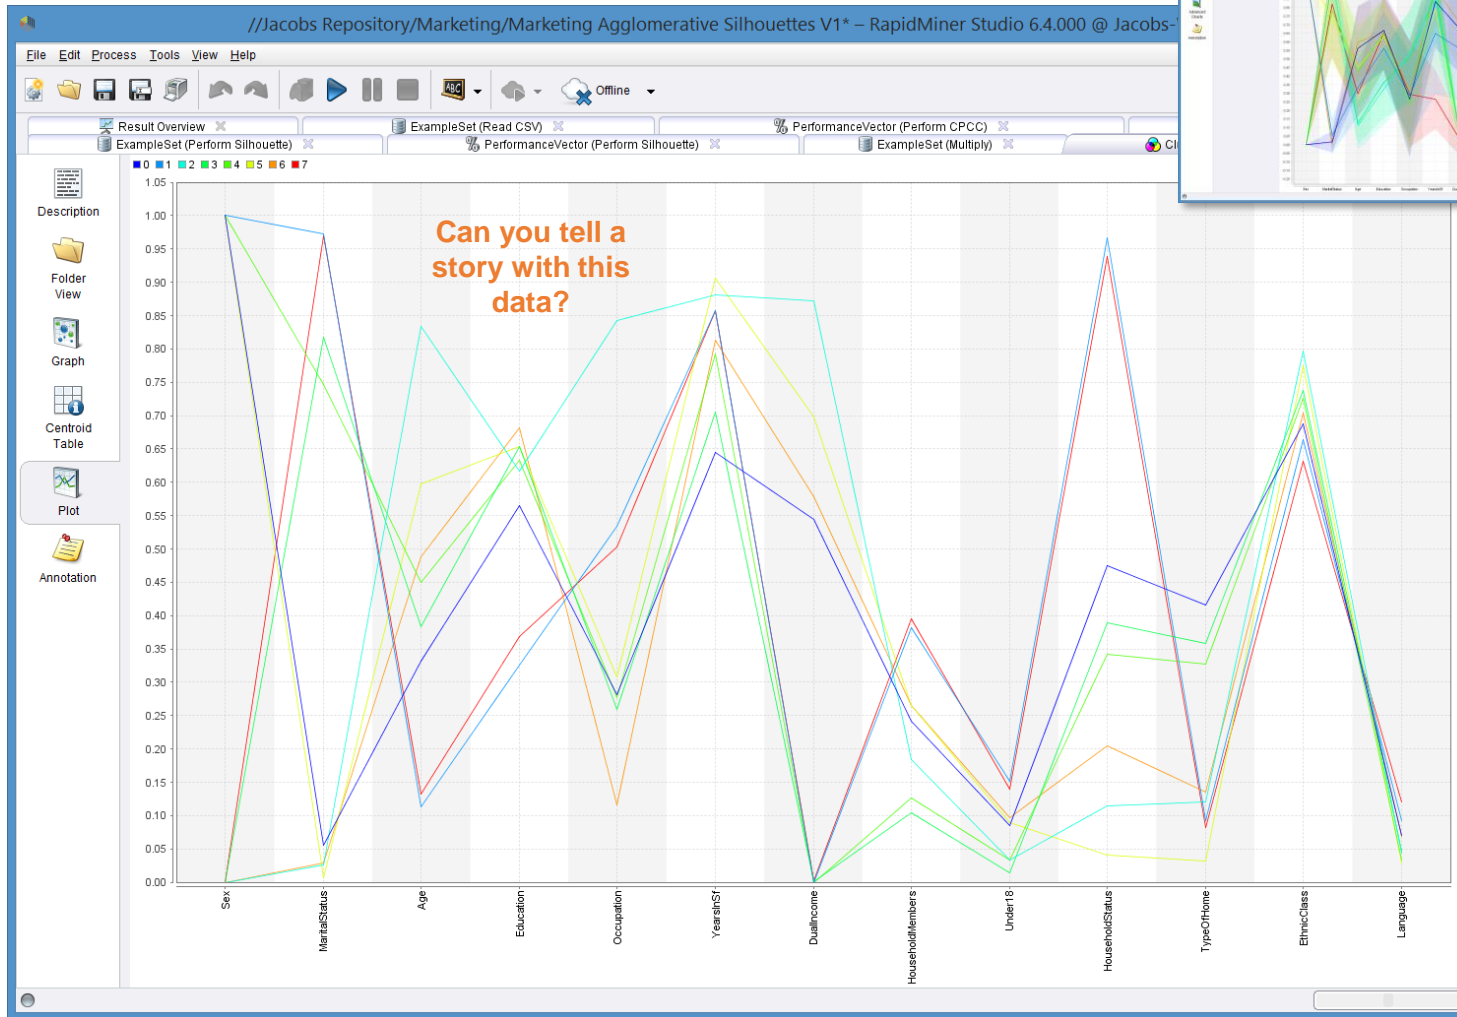 //Jacobs Repository/Marketing/Marketing Agglomerative Silhouettes V1* – RapidMiner Studio 6.4.000 @ Jacobs-
File Edit Process Tools View Help
ABC
Offline
Result Overview
ExampleSet (Read CSV)
% PerformanceVector (Perform CPCC)
ExampleSet (Perform Silhouette)
% PerformanceVector (Perform Silhouette)
ExampleSet (Multiply)
Description
Folder
View
Graph
Centroid
Table
Plot
Annotation
0 1 2 3 4 5 6 7
Can you tell a
story with this
data?
1.05
1.00
0.95
0.90
0.85
0.80
0.75
0.70
0.65
0.60
0.55
0.50
0.45
0.40
0.35
0.30
0.25
0.20
0.15
0.10
0.05
0.00
Sex
MaritalStatus
Age
Education
Occupation
YearsInSf
DualIncome
HouseholdMembers
Under18
HouseholdStatus
TypeOfHome
EthnicClass
Language